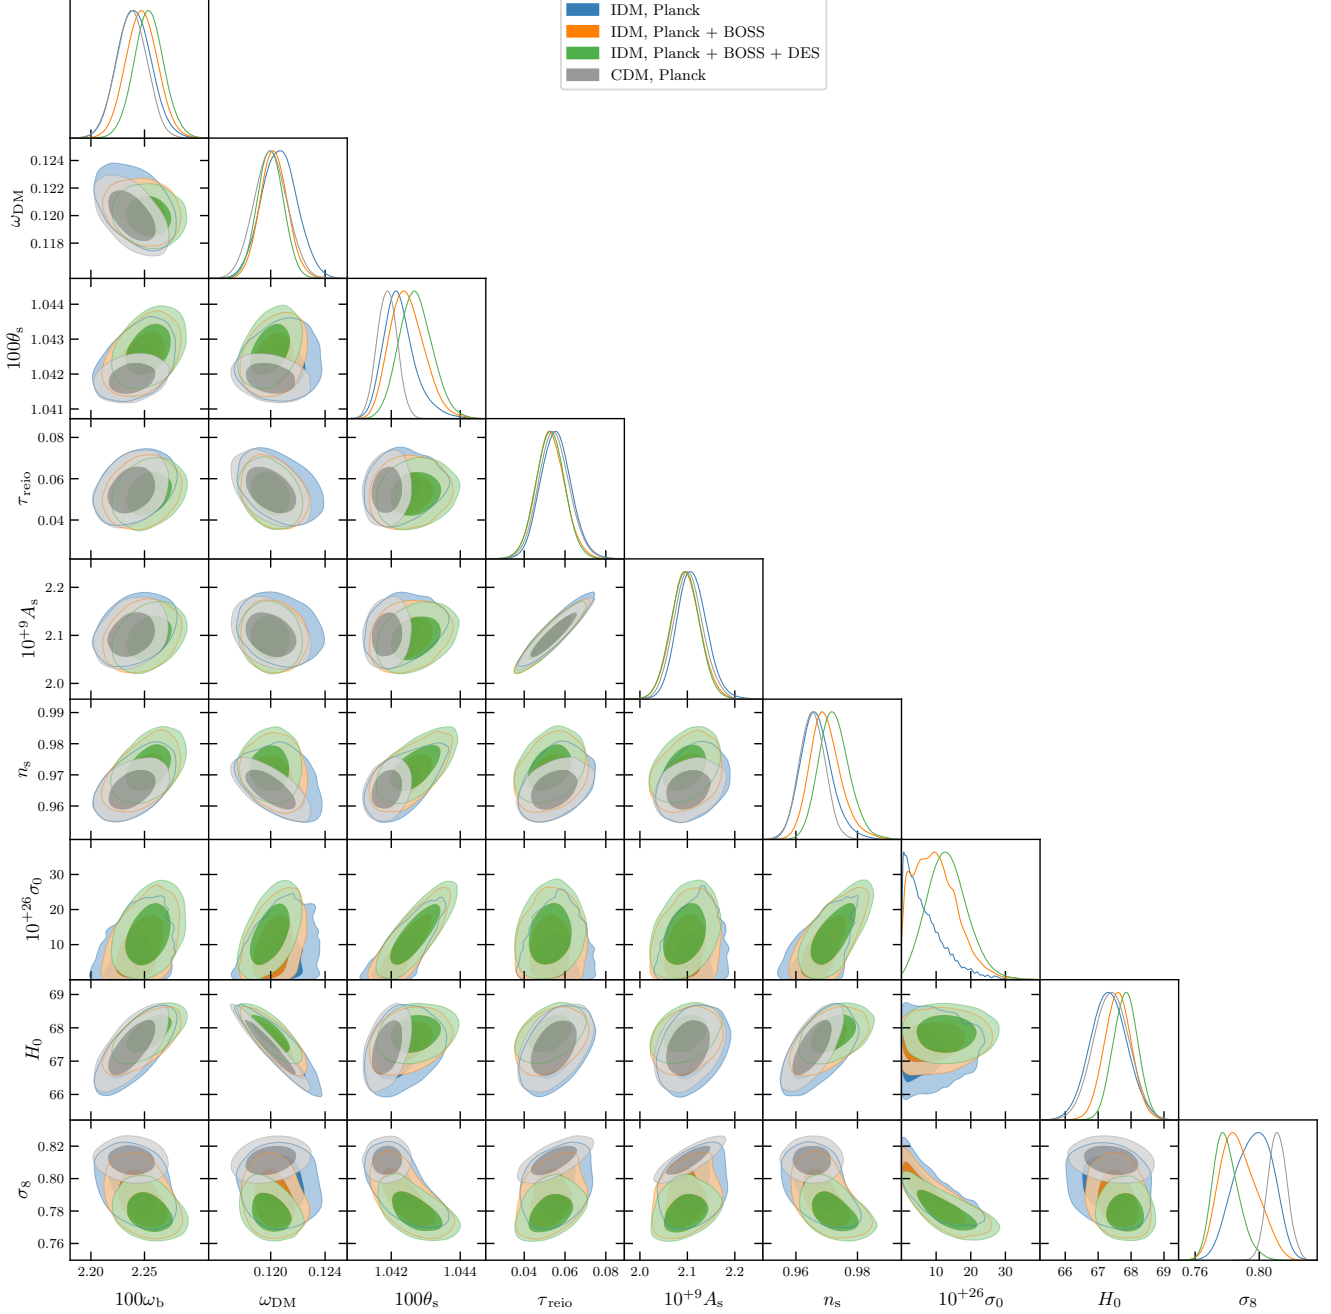 IDM, Planck
IDM, Planck + BOSS
IDM, Planck + BOSS + DES
CDM, Planck
0.124
0.122
0.120
0.118
ω_DM
1.044
1.043
1.042
1.041
100θ_s
0.08
0.06
0.04
τ_reio
2.2
2.1
2.0
10^{+9}A_s
0.99
0.98
0.97
0.96
n_s
30
20
10
10^{+26}σ_0
69
68
67
66
H_0
0.82
0.80
0.78
0.76
σ_8
2.20 2.25 0.120 0.124 1.042 1.044 0.04 0.06 0.08 2.0 2.1 2.2 0.96 0.98 10 20 30 66 67 68 69 0.76 0.80
100ω_b ω_DM 100θ_s τ_reio 10^{+9}A_s n_s 10^{+26}σ_0 H_0 σ_8